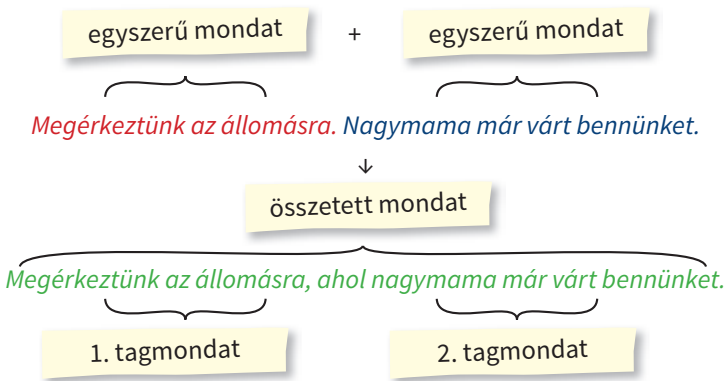 egyszerű mondat + egyszerű mondat
Megérkeztünk az állomásra. Nagymama már várt bennünket.
↓
összetett mondat
Megérkeztünk az állomásra, ahol nagymama már várt bennünket.
1. tagmondat 2. tagmondat